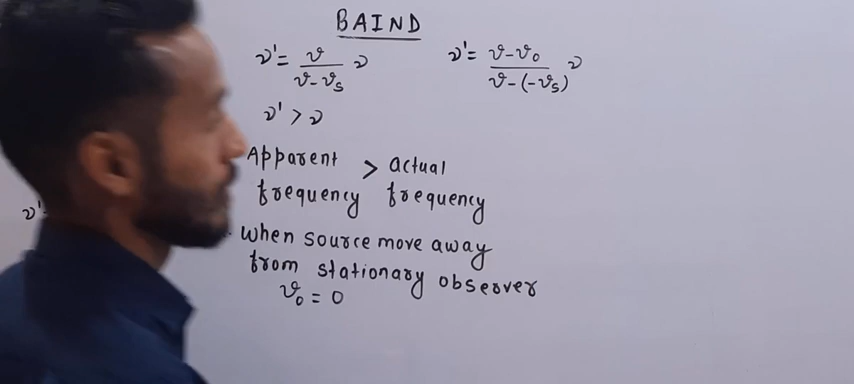 BAIND
ν' = v / (v - vₛ) ν
ν' = (v - v₀) / (v - (-vₛ)) ν
ν' > ν
Apparent > actual
frequency frequency
when source move away
from stationary observer
v₀ = 0
ν'